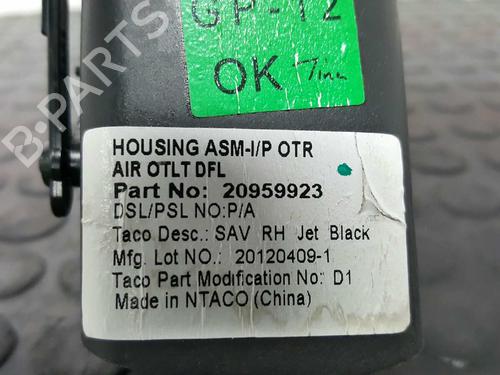 GP-12
OK Tina
B-PARTS
HOUSING ASM-I/P OTR
AIR OTLT DFL
Part No: 20959923
DSL/PSL NO:P/A
Taco Desc.: SAV RH Jet Black
Mfg. Lot NO.: 20120409-1
Taco Part Modification No: D1
Made in NTACO (China)